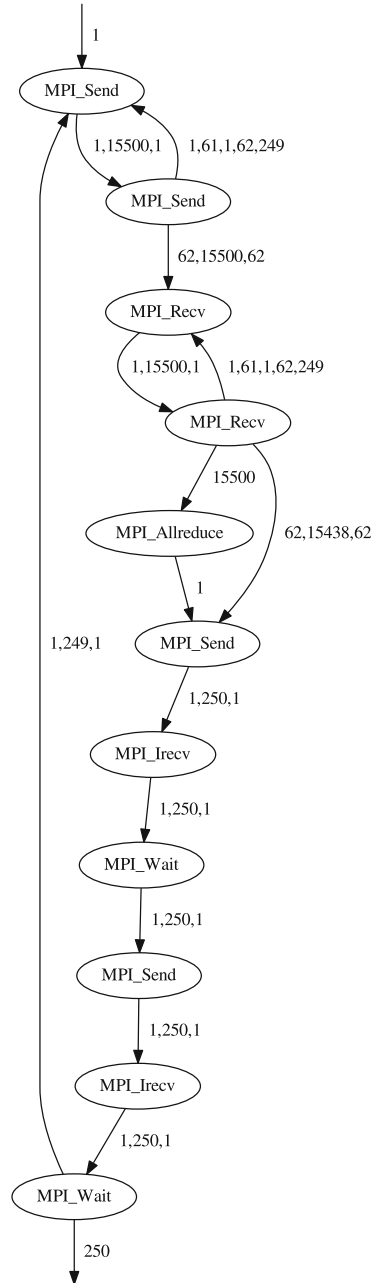 1
MPI_Send
1,15500,1
1,61,1,62,249
MPI_Send
62,15500,62
MPI_Recv
1,15500,1
1,61,1,62,249
MPI_Recv
15500
MPI_Allreduce
62,15438,62
1
MPI_Send
1,249,1
1,250,1
MPI_Irecv
1,250,1
MPI_Wait
1,250,1
MPI_Send
1,250,1
MPI_Irecv
1,250,1
MPI_Wait
250